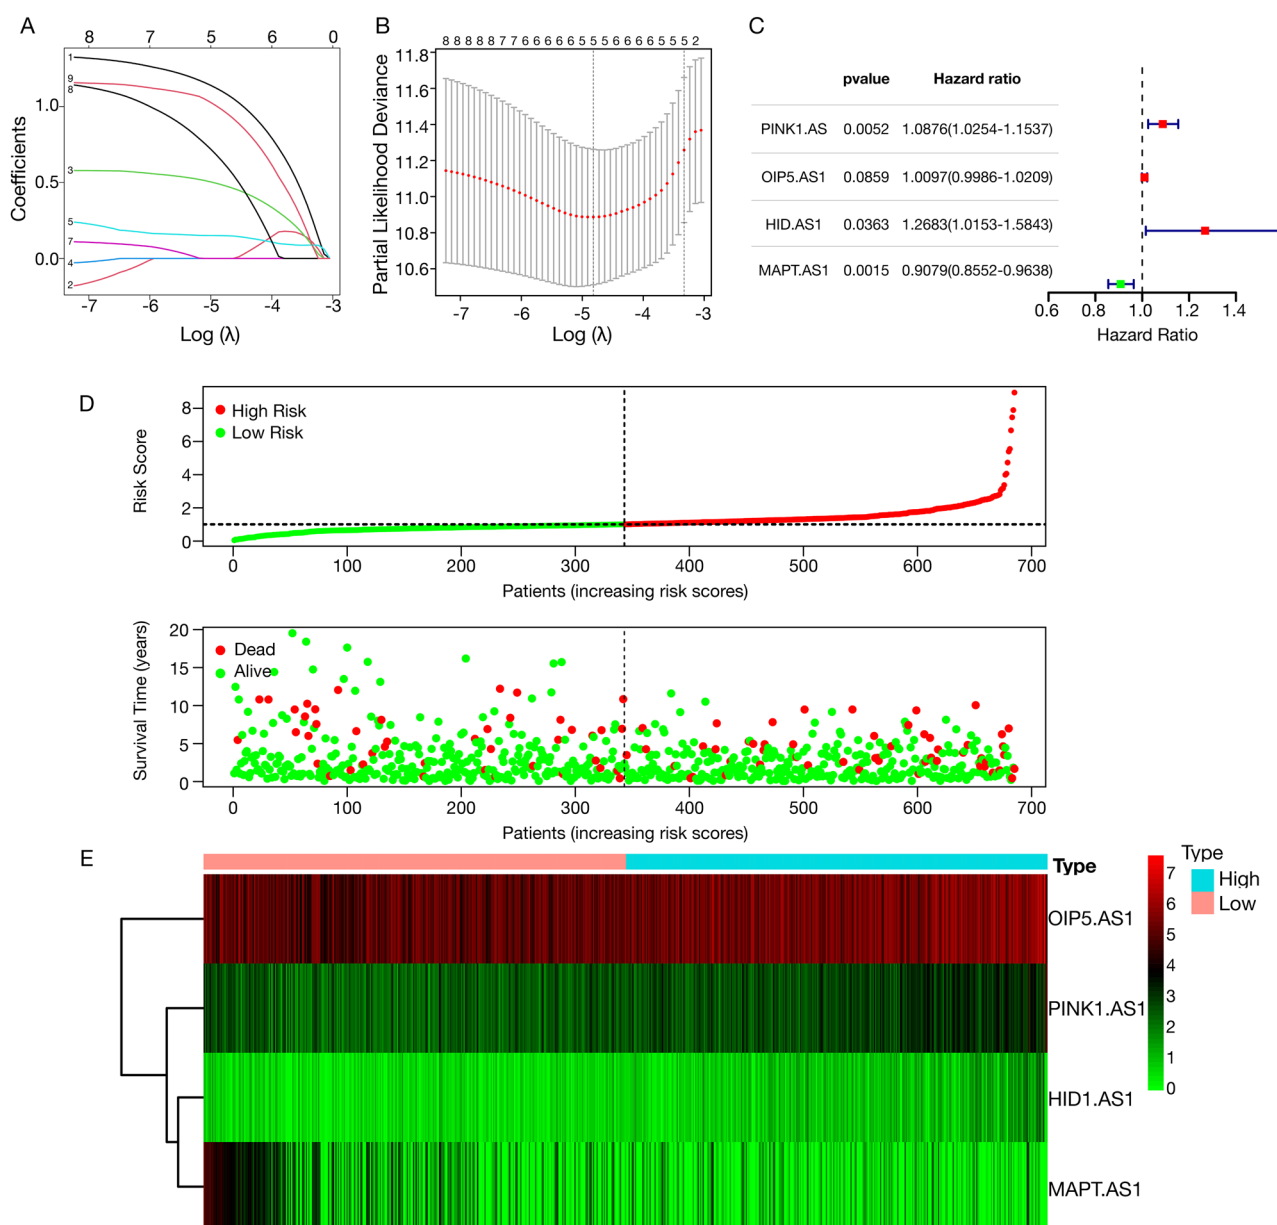 A
8 7 5 6 0
Coefficients
1.0
0.5
0.0
1
9
8
3
5
7
4
2
-7 -6 -5 -4 -3
Log (λ)
B
8 8 8 8 8 7 7 6 6 6 6 6 5 5 5 6 6 6 6 5 5 5 2
Partial Likelihood Deviance
11.8
11.6
11.4
11.2
11.0
10.8
10.6
-7 -6 -5 -4 -3
Log (λ)
C
pvalue Hazard ratio
PINK1.AS 0.0052 1.0876(1.0254-1.1537)
OIP5.AS1 0.0859 1.0097(0.9986-1.0209)
HID.AS1 0.0363 1.2683(1.0153-1.5843)
MAPT.AS1 0.0015 0.9079(0.8552-0.9638)
0.6 0.8 1.0 1.2 1.4
Hazard Ratio
D
Risk Score
8
6
4
2
0
High Risk
Low Risk
0 100 200 300 400 500 600 700
Patients (increasing risk scores)
Survival Time (years)
20
15
10
5
0
Dead
Alive
0 100 200 300 400 500 600 700
Patients (increasing risk scores)
E
Type
OIP5.AS1
PINK1.AS1
HID1.AS1
MAPT.AS1
7
6
5
4
3
2
1
0
Type
High
Low